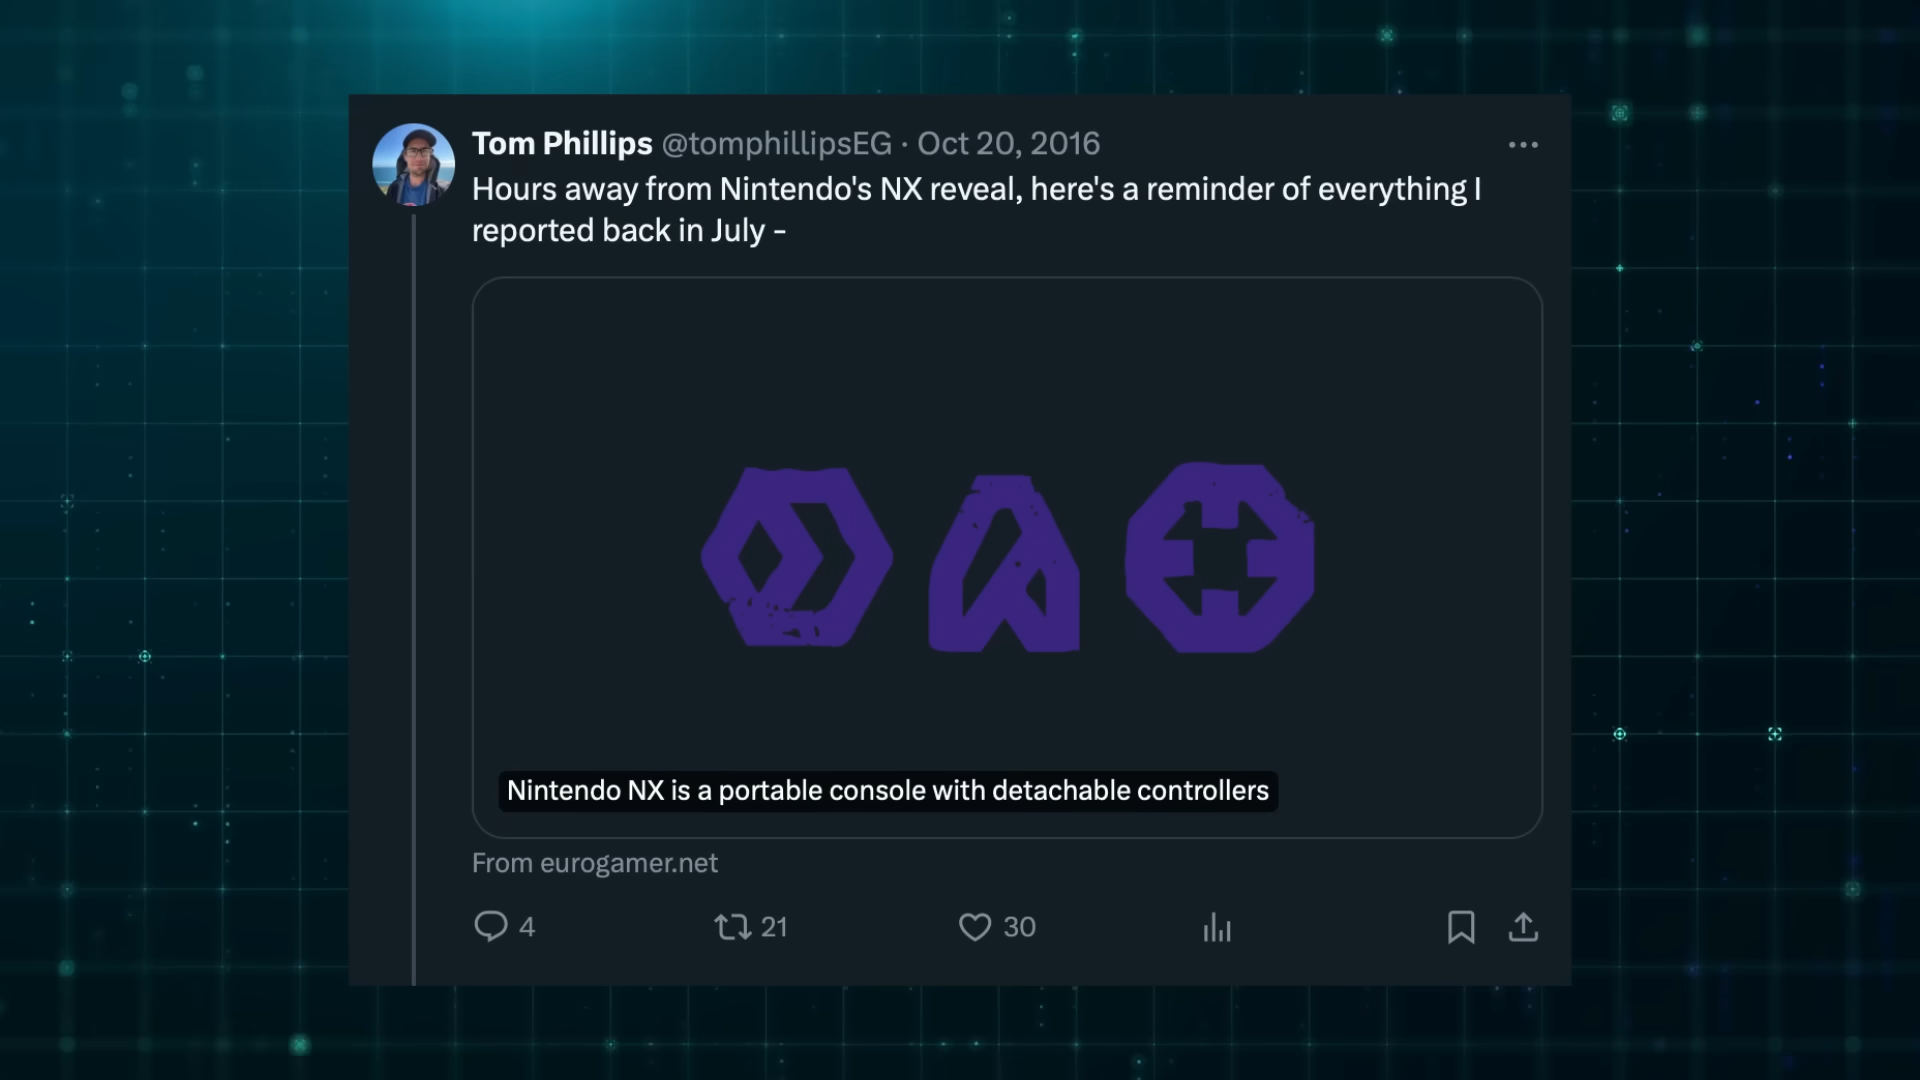 Tom Phillips @tomphillipsEG · Oct 20, 2016
Hours away from Nintendo's NX reveal, here's a reminder of everything I
reported back in July -
Nintendo NX is a portable console with detachable controllers
From eurogamer.net
4 21 30